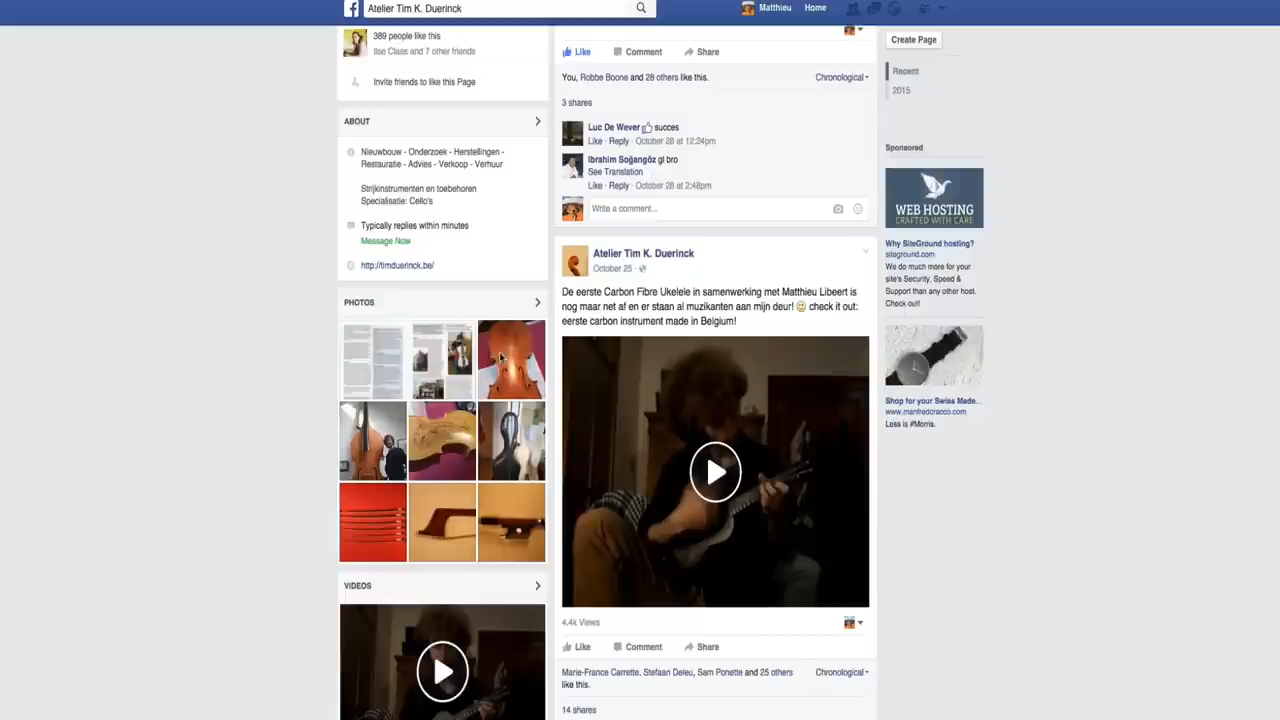 Atelier Tim K. Duerinck
Matthieu
Home
389 people like this
Ilse Claes and 7 other friends
Invite friends to like this Page
ABOUT
Nieuwbouw - Onderzoek - Herstellingen -
Restauratie - Advies - Verkoop - Verhuur
Strijkinstrumenten en toebehoren
Specialisatie: Cello's
Typically replies within minutes
Message Now
http://timduerinck.be/
PHOTOS
VIDEOS
Like
Comment
Share
You, Robbe Boone and 28 others like this.
Chronological
3 shares
Luc De Wever succes
Like · Reply · October 28 at 12:24pm
Ibrahim Soğangöz gl bro
See Translation
Like · Reply · October 28 at 2:48pm
Write a comment...
Atelier Tim K. Duerinck
October 25 ·
De eerste Carbon Fibre Ukelele in samenwerking met Matthieu Libeert is
nog maar net af en er staan al muzikanten aan mijn deur! check it out:
eerste carbon instrument made in Belgium!
4.4k Views
Like
Comment
Share
Marie-France Carrette, Stefaan Deleu, Sam Ponette and 25 others
like this.
Chronological
14 shares
Create Page
Recent
2015
Sponsored
WEB HOSTING
CRAFTED WITH CARE
Why SiteGround hosting?
siteground.com
We do much more for your
site's Security, Speed &
Support than any other host.
Check out!
Shop for your Swiss Made...
www.manfredcracco.com
Less is #Morris.